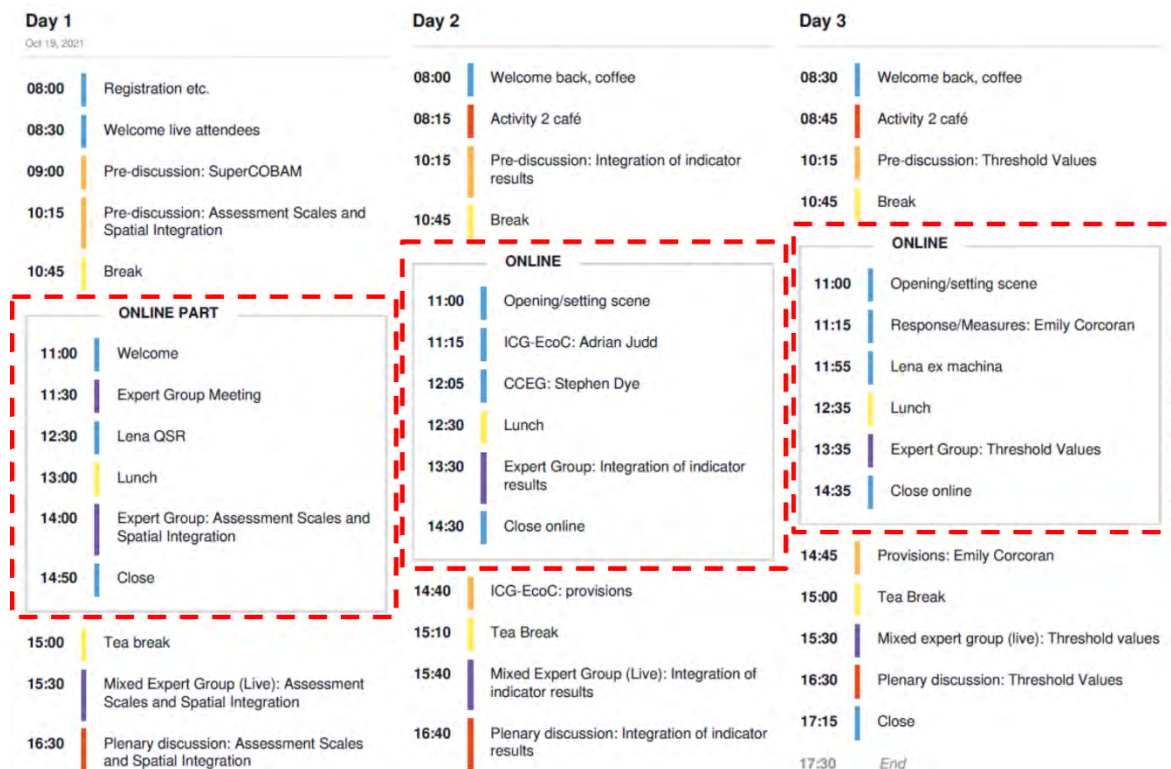 Day 1
Oct 19, 2021
08:00 Registration etc.
08:30 Welcome live attendees
09:00 Pre-discussion: SuperCOBAM
10:15 Pre-discussion: Assessment Scales and
Spatial Integration
10:45 Break
ONLINE PART
11:00 Welcome
11:30 Expert Group Meeting
12:30 Lena QSR
13:00 Lunch
14:00 Expert Group: Assessment Scales and
Spatial Integration
14:50 Close
15:00 Tea break
15:30 Mixed Expert Group (Live): Assessment
Scales and Spatial Integration
16:30 Plenary discussion: Assessment Scales
and Spatial Integration
Day 2
08:00 Welcome back, coffee
08:15 Activity 2 café
10:15 Pre-discussion: Integration of indicator
results
10:45 Break
ONLINE
11:00 Opening/setting scene
11:15 ICG-EcoC: Adrian Judd
12:05 CCEG: Stephen Dye
12:30 Lunch
13:30 Expert Group: Integration of indicator
results
14:30 Close online
14:40 ICG-EcoC: provisions
15:10 Tea Break
15:40 Mixed Expert Group (Live): Integration of
indicator results
16:40 Plenary discussion: Integration of indicator
results
Day 3
08:30 Welcome back, coffee
08:45 Activity 2 café
10:15 Pre-discussion: Threshold Values
10:45 Break
ONLINE
11:00 Opening/setting scene
11:15 Response/Measures: Emily Corcoran
11:55 Lena ex machina
12:35 Lunch
13:35 Expert Group: Threshold Values
14:35 Close online
14:45 Provisions: Emily Corcoran
15:00 Tea Break
15:30 Mixed expert group (live): Threshold values
16:30 Plenary discussion: Threshold Values
17:15 Close
17:30 End